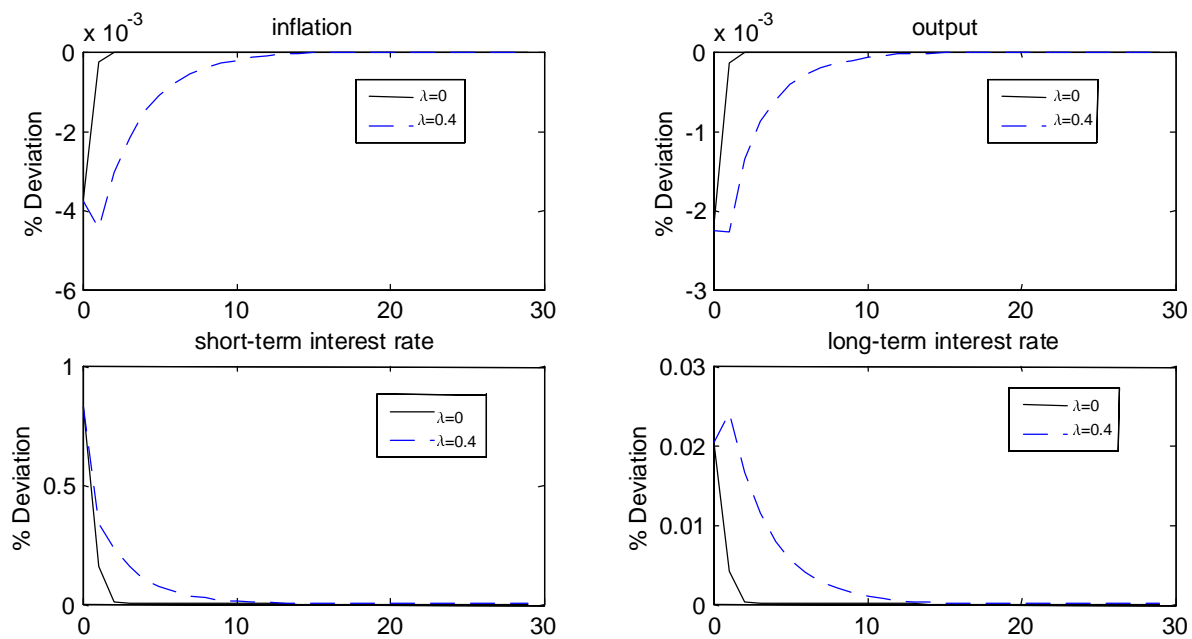 x 10⁻³
inflation
0
-2
-4
-6
% Deviation
λ=0
λ=0.4
0 10 20 30
x 10⁻³
output
0
-1
-2
-3
% Deviation
λ=0
λ=0.4
0 10 20 30
short-term interest rate
1
0.5
0
% Deviation
λ=0
λ=0.4
0 10 20 30
long-term interest rate
0.03
0.02
0.01
0
% Deviation
λ=0
λ=0.4
0 10 20 30